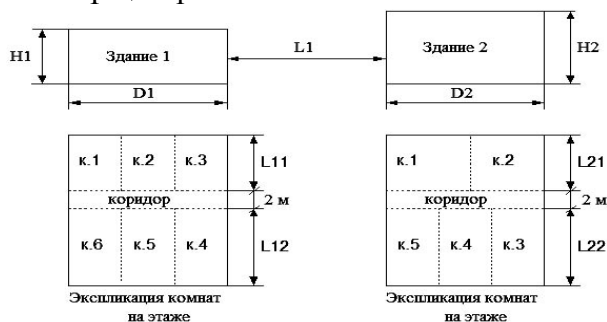 H1
Здание 1
L1
Здание 2
H2
D1
D2
к.1 к.2 к.3
L11
коридор
2 м
к.6 к.5 к.4
L12
Экспликация комнат
на этаже
к.1 к.2
L21
коридор
2 м
к.5 к.4 к.3
L22
Экспликация комнат
на этаже